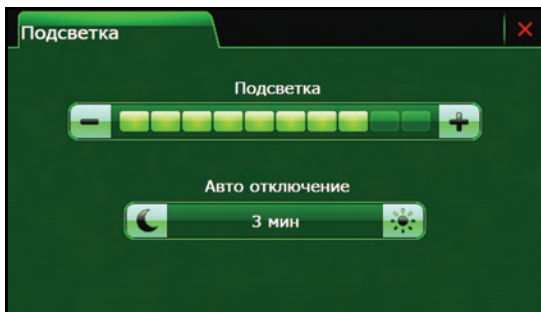 Подсветка
Подсветка
Авто отключение
3 мин